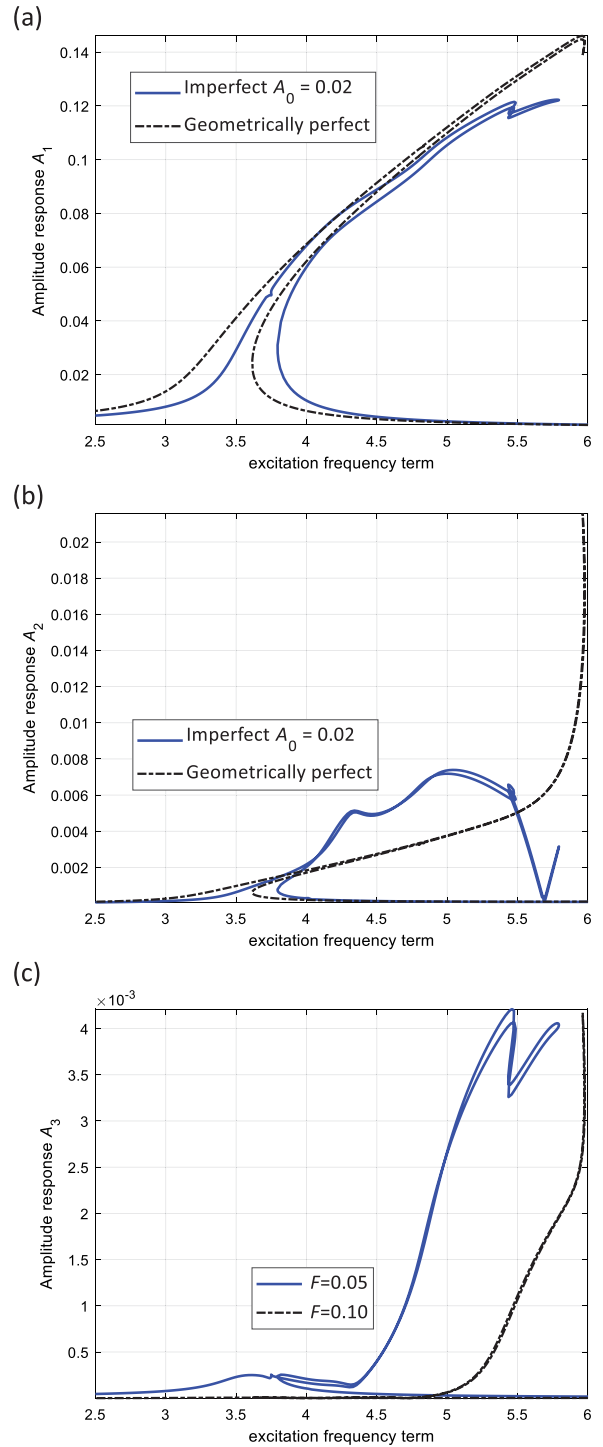 (a)
0.14
0.12
0.1
0.08
0.06
0.04
0.02
Amplitude response A1
Imperfect A0 = 0.02
Geometrically perfect
2.5 3 3.5 4 4.5 5 5.5 6
excitation frequency term
(b)
0.02
0.018
0.016
0.014
0.012
0.01
0.008
0.006
0.004
0.002
Amplitude response A2
Imperfect A0 = 0.02
Geometrically perfect
2.5 3 3.5 4 4.5 5 5.5 6
excitation frequency term
(c)
×10-3
4
3.5
3
2.5
2
1.5
1
0.5
Amplitude response A3
F=0.05
F=0.10
2.5 3 3.5 4 4.5 5 5.5 6
excitation frequency term